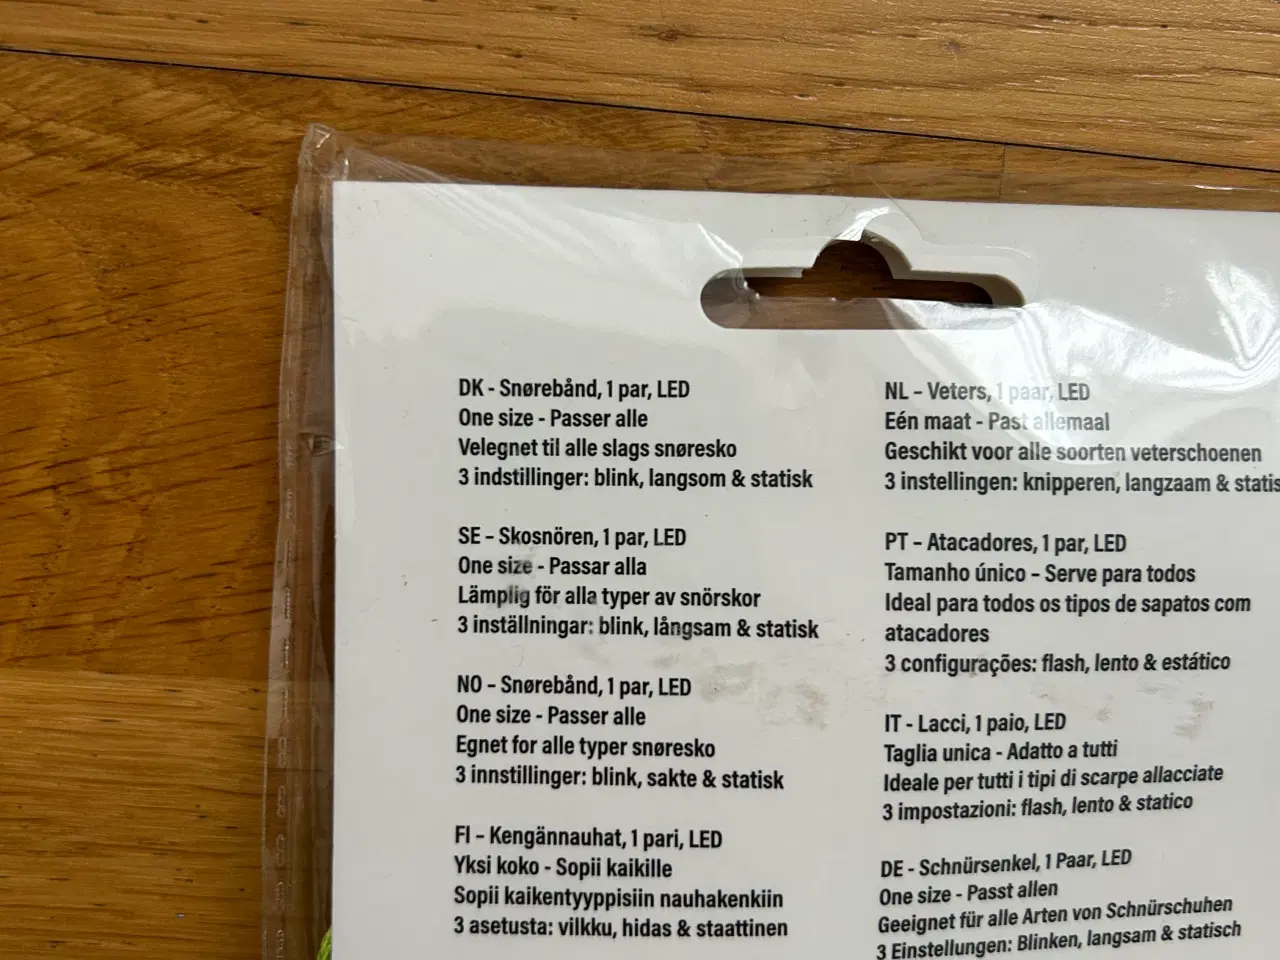 DK - Snørebånd, 1 par, LED
One size - Passer alle
Velegnet til alle slags snøresko
3 indstillinger: blink, langsom & statisk
SE – Skosnören, 1 par, LED
One size - Passar alla
Lämplig för alla typer av snörskor
3 inställningar: blink, långsam & statisk
NO – Snørebånd, 1 par, LED
One size - Passer alle
Egnet for alle typer snøresko
3 innstillinger: blink, sakte & statisk
FI – Kengännauhat, 1 pari, LED
Yksi koko - Sopii kaikille
Sopii kaikentyyppisiin nauhakenkiin
3 asetusta: vilkku, hidas & staattinen
NL – Veters, 1 paar, LED
Eén maat - Past allemaal
Geschikt voor alle soorten veterschoenen
3 instellingen: knipperen, langzaam & statis
PT – Atacadores, 1 par, LED
Tamanho único – Serve para todos
Ideal para todos os tipos de sapatos com
atacadores
3 configurações: flash, lento & estático
IT - Lacci, 1 paio, LED
Taglia unica - Adatto a tutti
Ideale per tutti i tipi di scarpe allacciate
3 impostazioni: flash, lento & statico
DE - Schnürsenkel, 1 Paar, LED
One size - Passt allen
Geeignet für alle Arten von Schnürschuhen
3 Einstellungen: Blinken, langsam & statisch